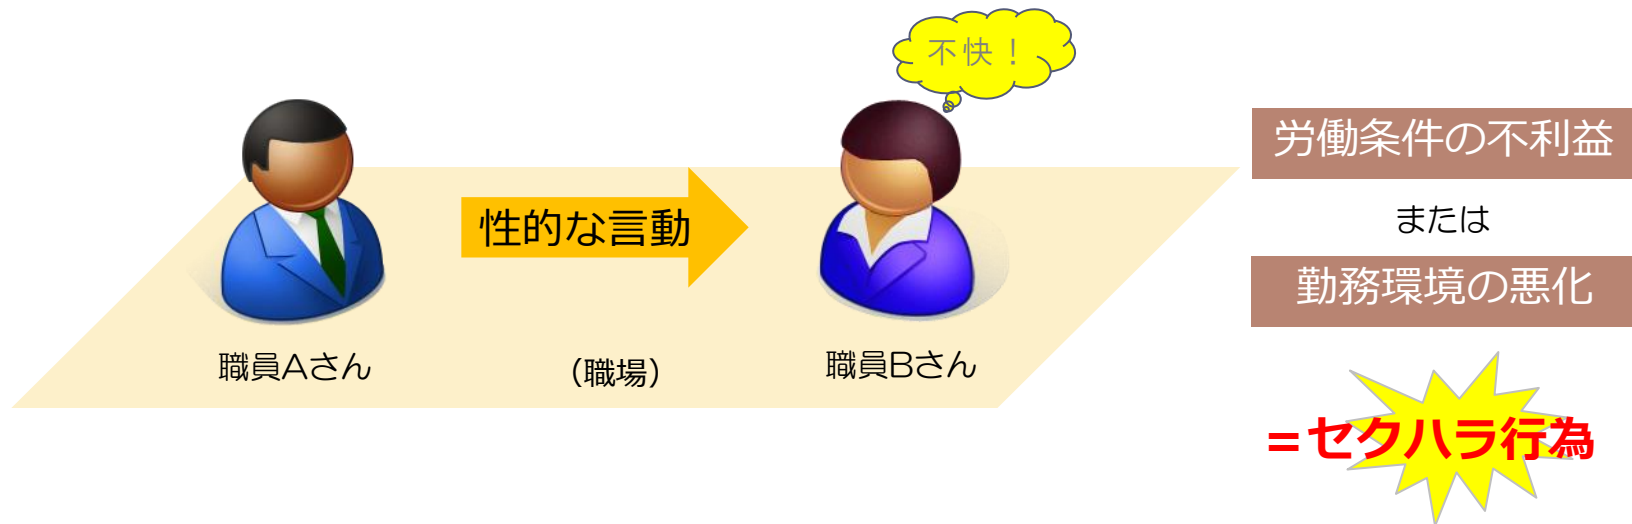 不快！
性的な言動
職員Aさん
（職場）
職員Bさん
労働条件の不利益
または
勤務環境の悪化
＝セクハラ行為